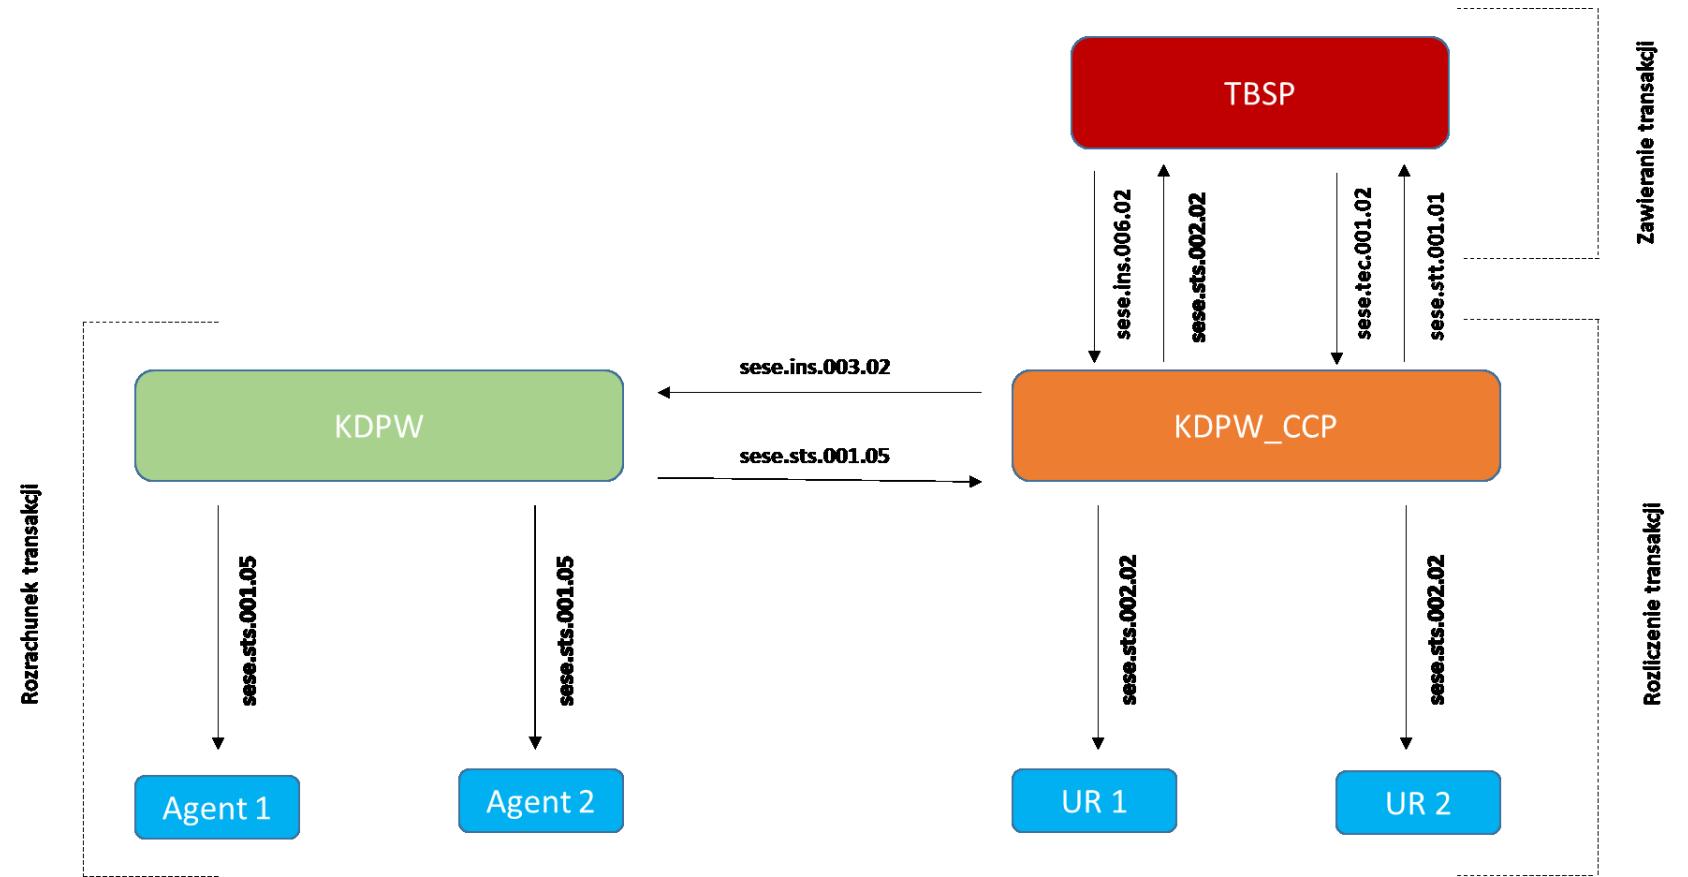 TBSP
Zawieranie transakcji
sese.ins.006.02
sese.sts.002.02
sese.tec.001.02
sese.stt.001.01
sese.ins.003.02
KDPW
KDPW_CCP
sese.sts.001.05
Rozrachunek transakcji
sese.sts.001.05
sese.sts.001.05
sese.sts.002.02
sese.sts.002.02
Rozliczenie transakcji
Agent 1
Agent 2
UR 1
UR 2